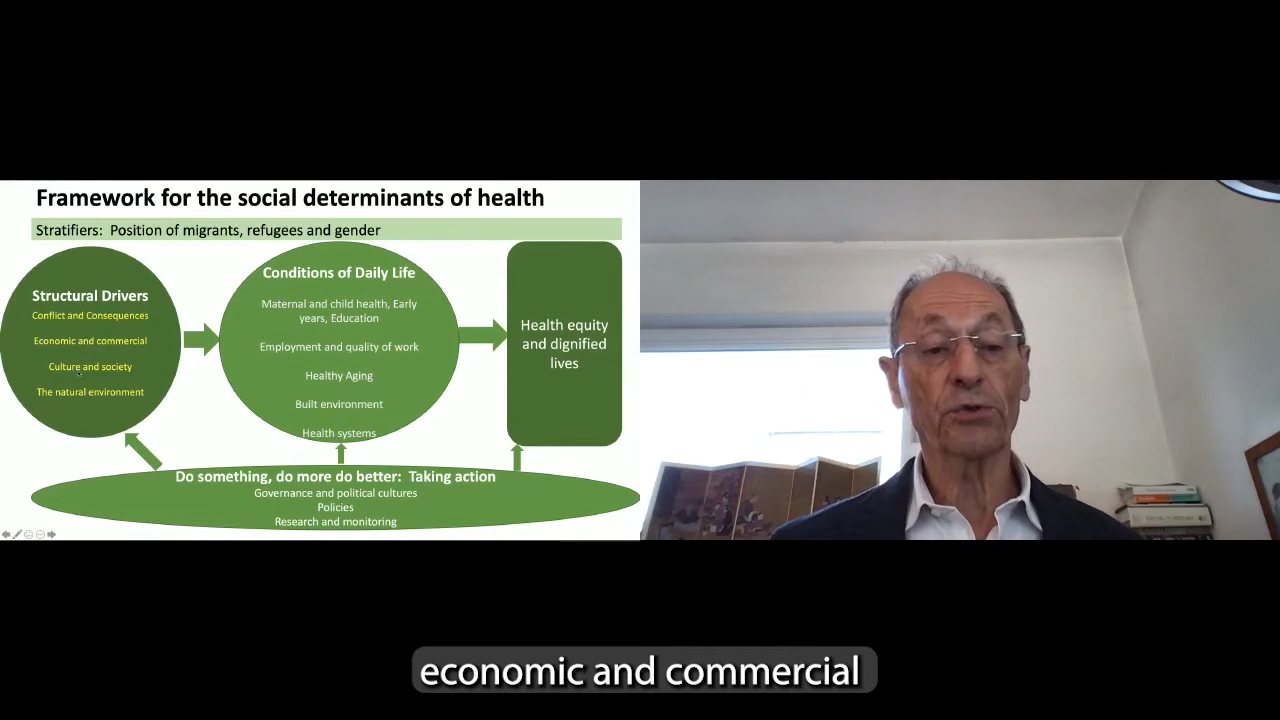 Framework for the social determinants of health
Stratifiers: Position of migrants, refugees and gender
Structural Drivers
Conflict and Consequences
Economic and commercial
Culture and society
The natural environment
Conditions of Daily Life
Maternal and child health, Early
years, Education
Employment and quality of work
Healthy Aging
Built environment
Health systems
Health equity
and dignified
lives
Do something, do more do better: Taking action
Governance and political cultures
Policies
Research and monitoring
economic and commercial